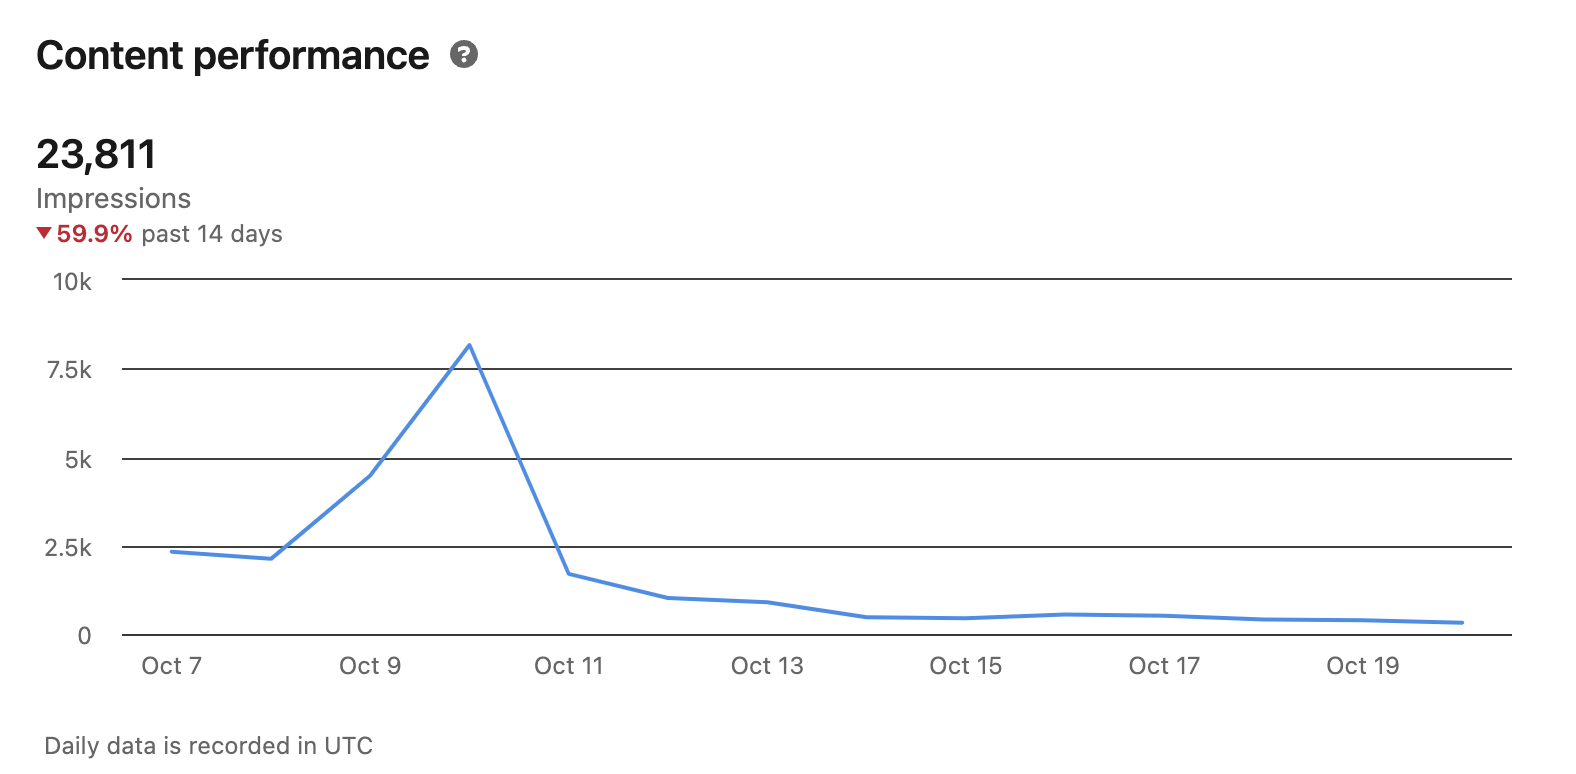 Content performance ?
23,811
Impressions
59.9% past 14 days
10k
7.5k
5k
2.5k
0
Oct 7 Oct 9 Oct 11 Oct 13 Oct 15 Oct 17 Oct 19
Daily data is recorded in UTC